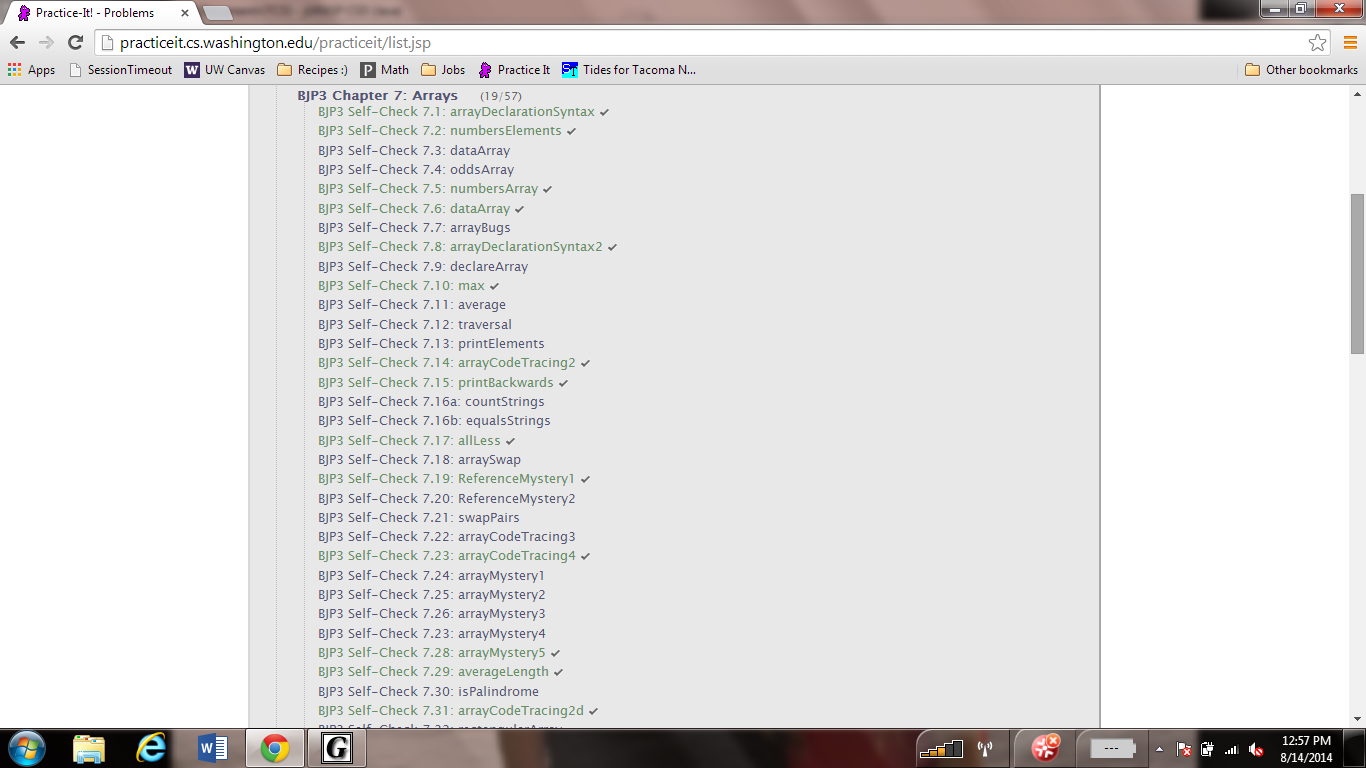 Practice-It! - Problems
practiceit.cs.washington.edu/practiceit/list.jsp
Apps SessionTimeout W UW Canvas Recipes :) P Math Jobs Practice It ST Tides for Tacoma N... Other bookmarks
BJP3 Chapter 7: Arrays (19/57)
BJP3 Self-Check 7.1: arrayDeclarationSyntax ✔
BJP3 Self-Check 7.2: numbersElements ✔
BJP3 Self-Check 7.3: dataArray
BJP3 Self-Check 7.4: oddsArray
BJP3 Self-Check 7.5: numbersArray ✔
BJP3 Self-Check 7.6: dataArray ✔
BJP3 Self-Check 7.7: arrayBugs
BJP3 Self-Check 7.8: arrayDeclarationSyntax2 ✔
BJP3 Self-Check 7.9: declareArray
BJP3 Self-Check 7.10: max ✔
BJP3 Self-Check 7.11: average
BJP3 Self-Check 7.12: traversal
BJP3 Self-Check 7.13: printElements
BJP3 Self-Check 7.14: arrayCodeTracing2 ✔
BJP3 Self-Check 7.15: printBackwards ✔
BJP3 Self-Check 7.16a: countStrings
BJP3 Self-Check 7.16b: equalsStrings
BJP3 Self-Check 7.17: allLess ✔
BJP3 Self-Check 7.18: arraySwap
BJP3 Self-Check 7.19: ReferenceMystery1 ✔
BJP3 Self-Check 7.20: ReferenceMystery2
BJP3 Self-Check 7.21: swapPairs
BJP3 Self-Check 7.22: arrayCodeTracing3
BJP3 Self-Check 7.23: arrayCodeTracing4 ✔
BJP3 Self-Check 7.24: arrayMystery1
BJP3 Self-Check 7.25: arrayMystery2
BJP3 Self-Check 7.26: arrayMystery3
BJP3 Self-Check 7.23: arrayMystery4
BJP3 Self-Check 7.28: arrayMystery5 ✔
BJP3 Self-Check 7.29: averageLength ✔
BJP3 Self-Check 7.30: isPalindrome
BJP3 Self-Check 7.31: arrayCodeTracing2d ✔
W G --- 12:57 PM
8/14/2014